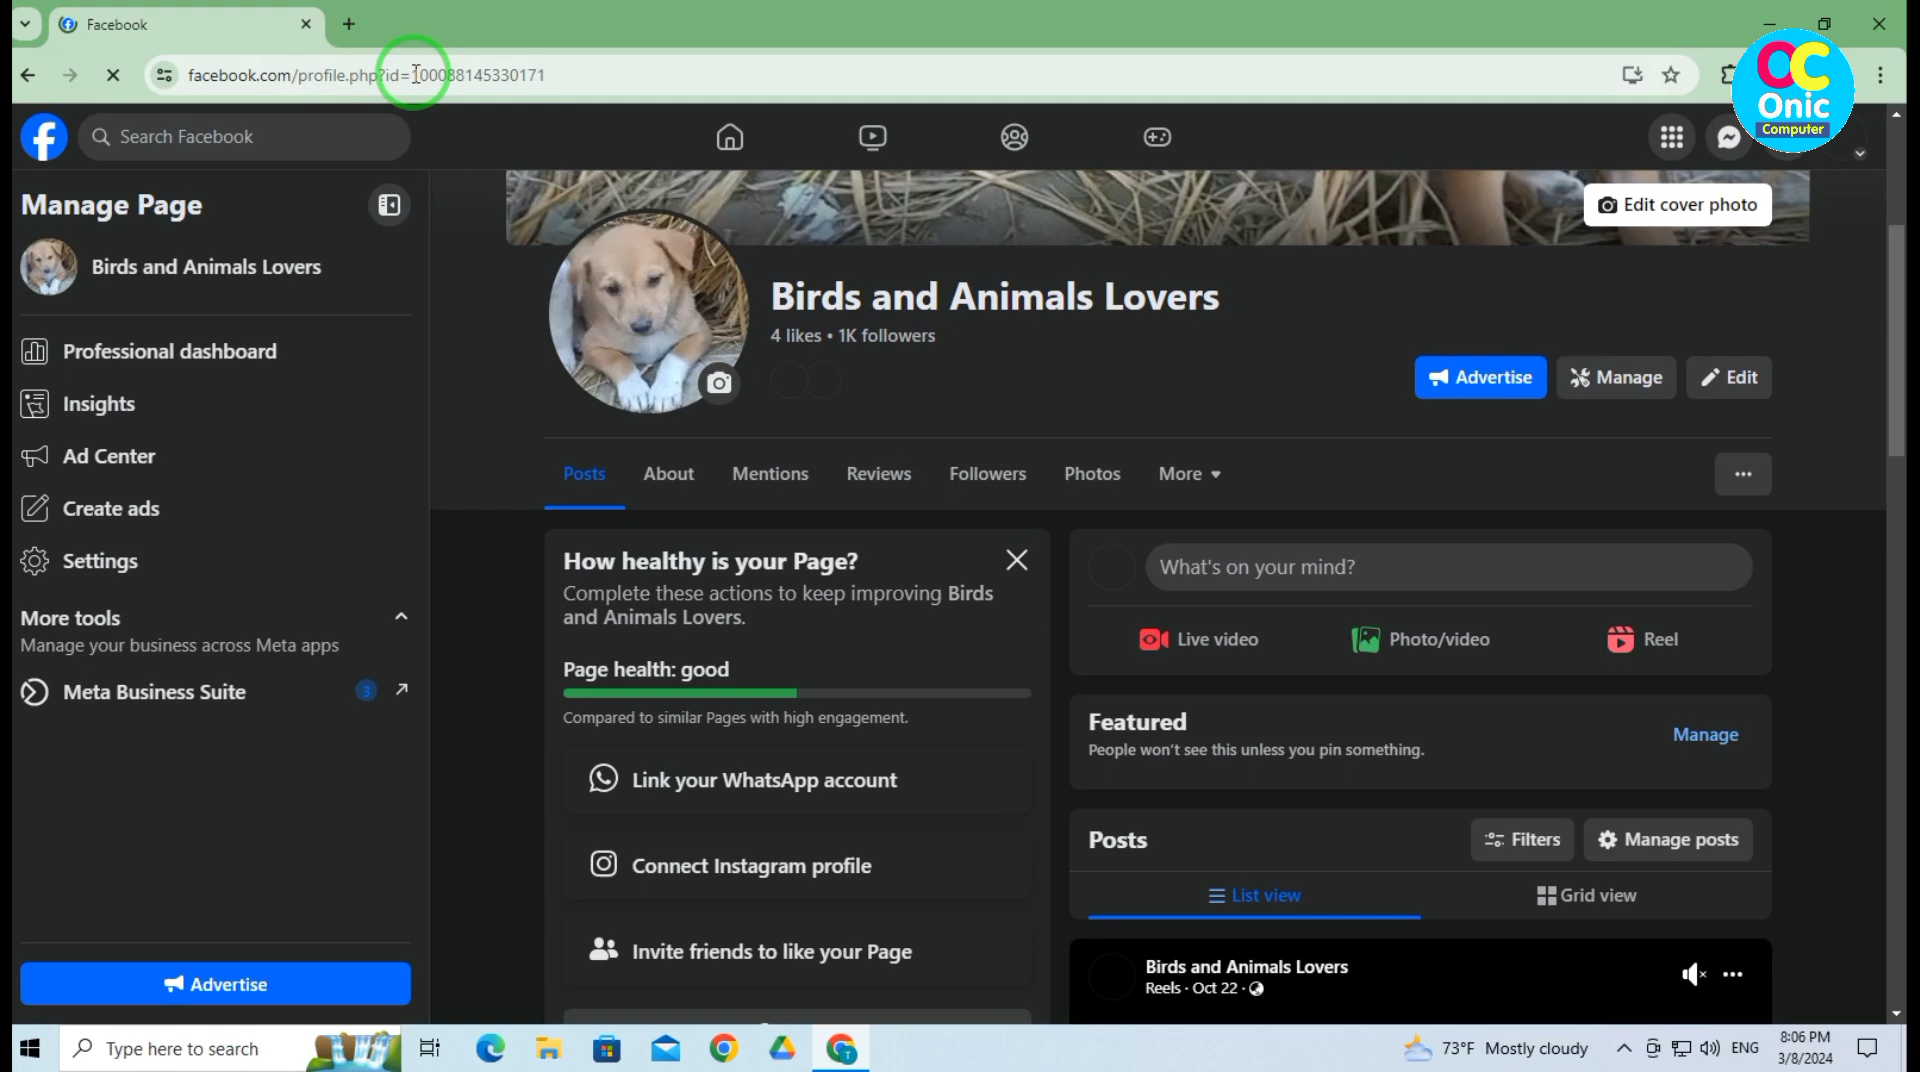 Facebook
facebook.com/profile.php?id=100088145330171
OC
Onic
Computer
Search Facebook
Manage Page
Birds and Animals Lovers
Professional dashboard
Insights
Ad Center
Create ads
Settings
More tools
Manage your business across Meta apps
Meta Business Suite 3
Advertise
Edit cover photo
Birds and Animals Lovers
4 likes • 1K followers
Advertise Manage Edit
Posts About Mentions Reviews Followers Photos More
How healthy is your Page?
Complete these actions to keep improving Birds
and Animals Lovers.
Page health: good
Compared to similar Pages with high engagement.
Link your WhatsApp account
Connect Instagram profile
Invite friends to like your Page
What's on your mind?
Live video Photo/video Reel
Featured
People won't see this unless you pin something.
Manage
Posts Filters Manage posts
List view Grid view
Birds and Animals Lovers
Reels · Oct 22 ·
Type here to search
73°F Mostly cloudy ENG
8:06 PM
3/8/2024